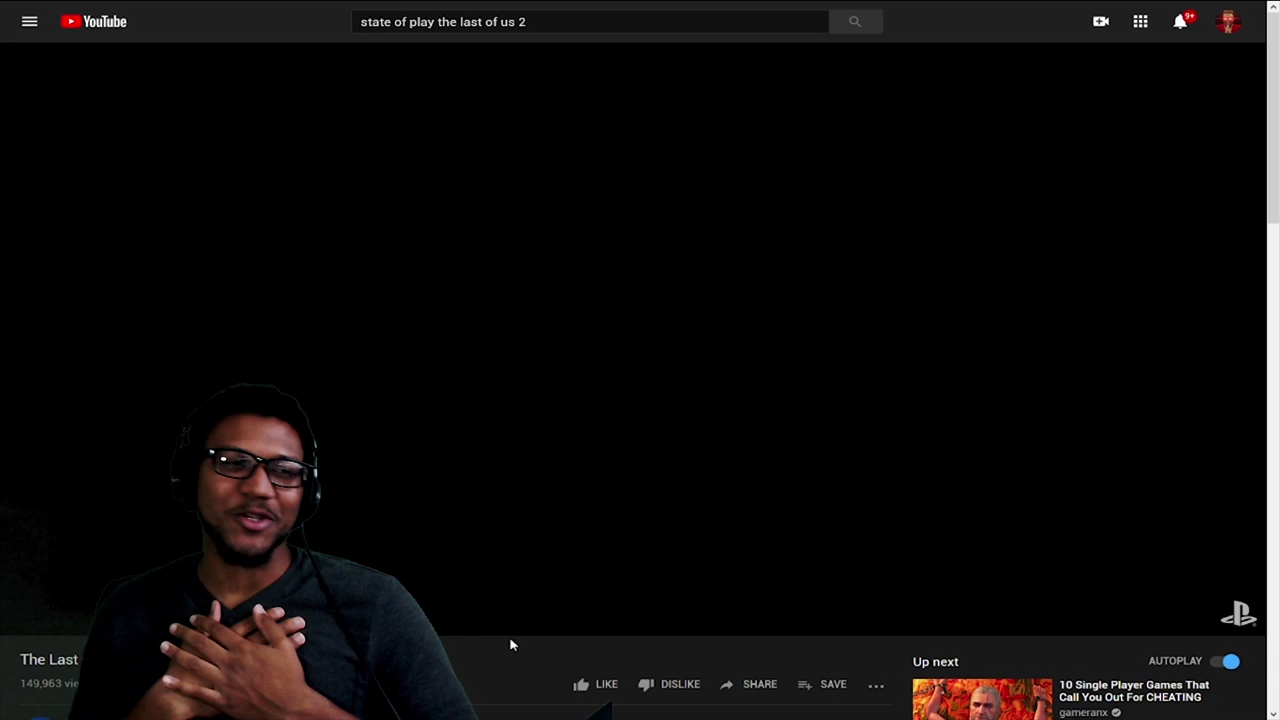 YouTube
state of play the last of us 2
9+
The Last
149,963 vie
LIKE
DISLIKE
SHARE
SAVE
Up next
AUTOPLAY
10 Single Player Games That
Call You Out For CHEATING
gameranx